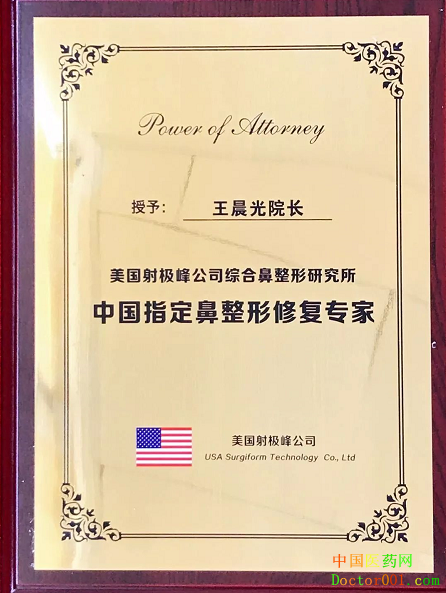 Power of Attorney
授予： 王晨光院长
美国射极峰公司综合鼻整形研究所
中国指定鼻整形修复专家
美国射极峰公司
USA Surgiform Technology Co., Ltd
中国医药网
Doctor001.com